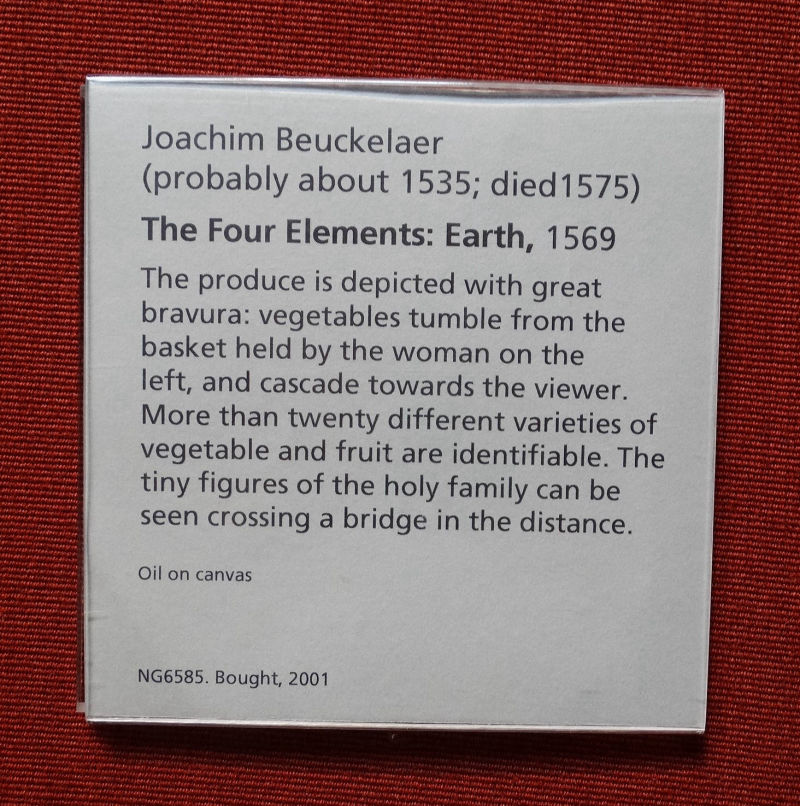 Joachim Beuckelaer
(probably about 1535; died1575)
The Four Elements: Earth, 1569
The produce is depicted with great
bravura: vegetables tumble from the
basket held by the woman on the
left, and cascade towards the viewer.
More than twenty different varieties of
vegetable and fruit are identifiable. The
tiny figures of the holy family can be
seen crossing a bridge in the distance.
Oil on canvas
NG6585. Bought, 2001